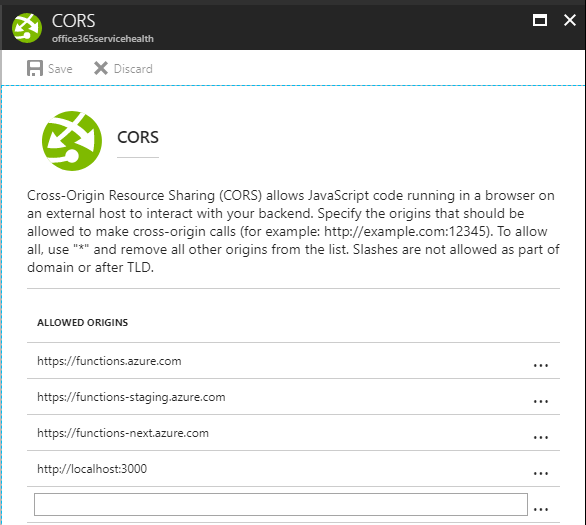 CORS
office365servicehealth
Save Discard
CORS
Cross-Origin Resource Sharing (CORS) allows JavaScript code running in a browser on
an external host to interact with your backend. Specify the origins that should be
allowed to make cross-origin calls (for example: http://example.com:12345). To allow
all, use "*" and remove all other origins from the list. Slashes are not allowed as part of
domain or after TLD.
ALLOWED ORIGINS
https://functions.azure.com ...
https://functions-staging.azure.com ...
https://functions-next.azure.com ...
http://localhost:3000 ...
...